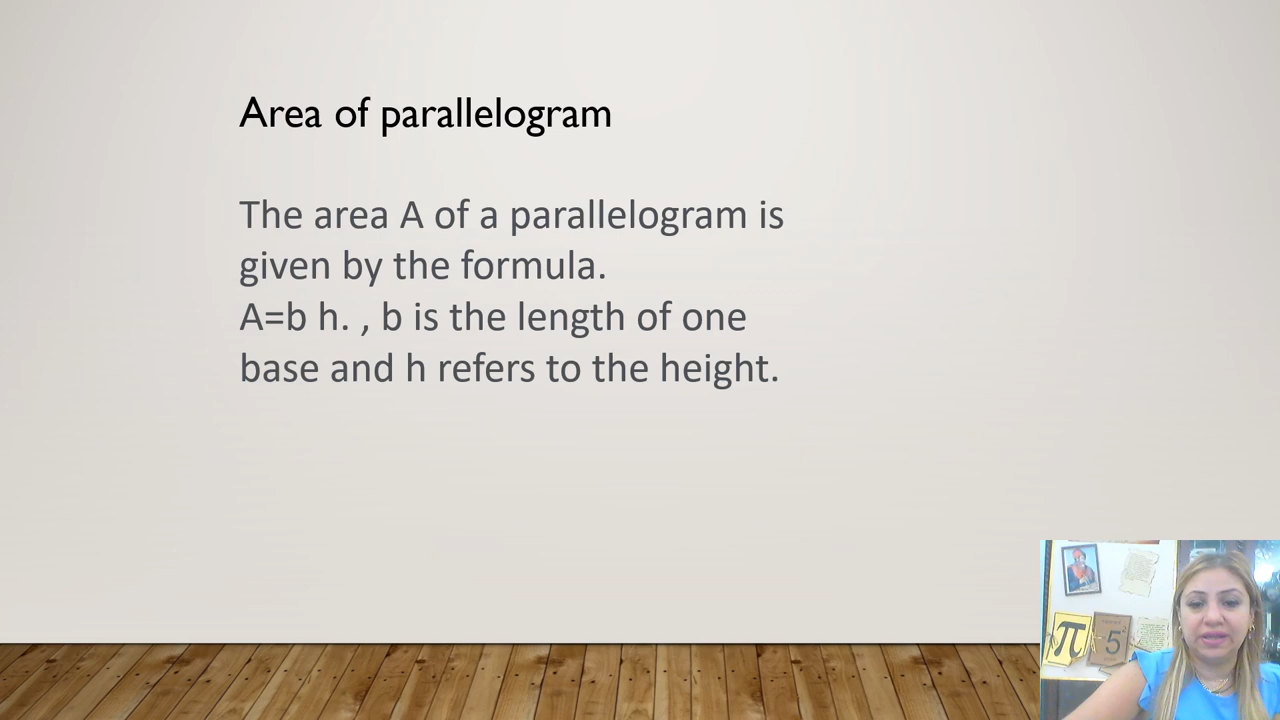 Area of parallelogram
The area A of a parallelogram is
given by the formula.
A=b h. , b is the length of one
base and h refers to the height.
π
5